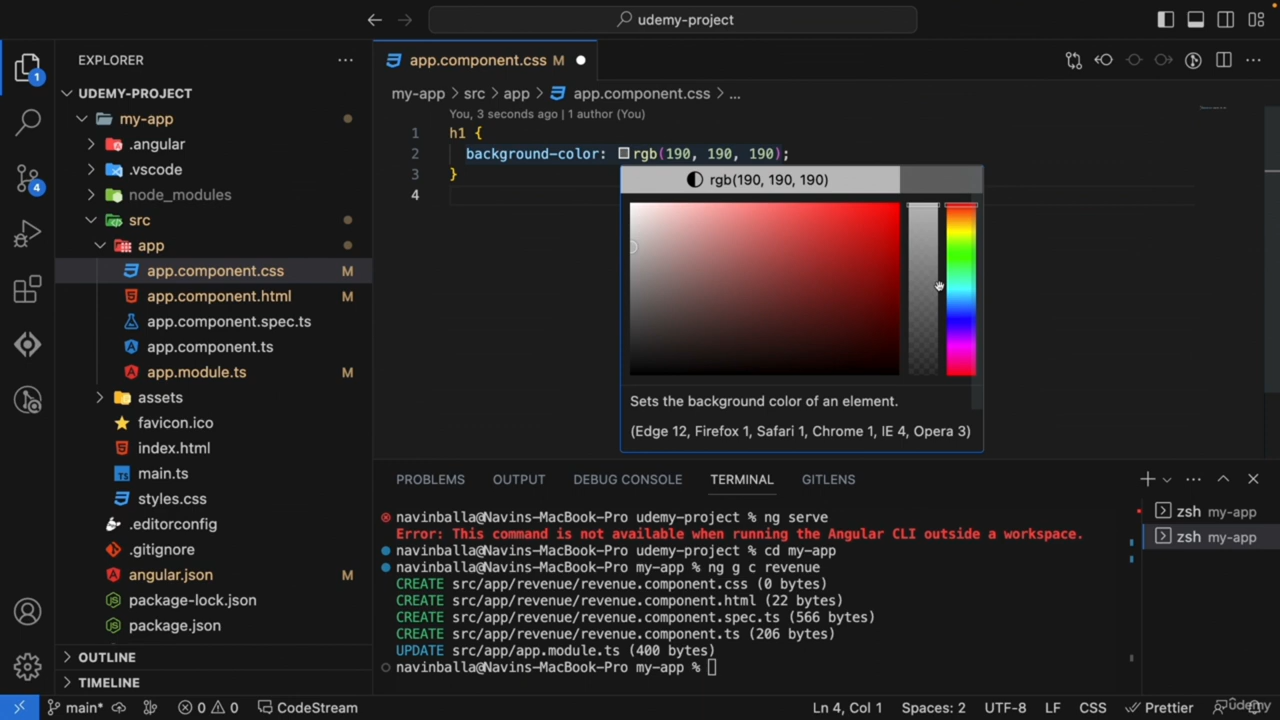 udemy-project
EXPLORER
app.component.css M
UDEMY-PROJECT
my-app > src > app > app.component.css > ...
my-app
You, 3 seconds ago | 1 author (You)
.angular
1 h1 {
.vscode
2 background-color: rgb(190, 190, 190);
node_modules
3 }
rgb(190, 190, 190)
4
src
app
app.component.css M
app.component.html M
app.component.spec.ts
app.component.ts
app.module.ts M
assets
Sets the background color of an element.
favicon.ico
(Edge 12, Firefox 1, Safari 1, Chrome 1, IE 4, Opera 3)
index.html
main.ts
PROBLEMS OUTPUT DEBUG CONSOLE TERMINAL GITLENS
styles.css
.editorconfig
.gitignore
angular.json M
package-lock.json
package.json
navinballa@Navins-MacBook-Pro udemy-project % ng serve
Error: This command is not available when running the Angular CLI outside a workspace.
navinballa@Navins-MacBook-Pro udemy-project % cd my-app
navinballa@Navins-MacBook-Pro my-app % ng g c revenue
CREATE src/app/revenue/revenue.component.css (0 bytes)
CREATE src/app/revenue/revenue.component.html (22 bytes)
CREATE src/app/revenue/revenue.component.spec.ts (566 bytes)
CREATE src/app/revenue/revenue.component.ts (206 bytes)
UPDATE src/app/app.module.ts (400 bytes)
navinballa@Navins-MacBook-Pro my-app %
zsh my-app
zsh my-app
OUTLINE
TIMELINE
1
4
main* 0 0 CodeStream Ln 4, Col 1 Spaces: 2 UTF-8 LF CSS Prettier
udemy